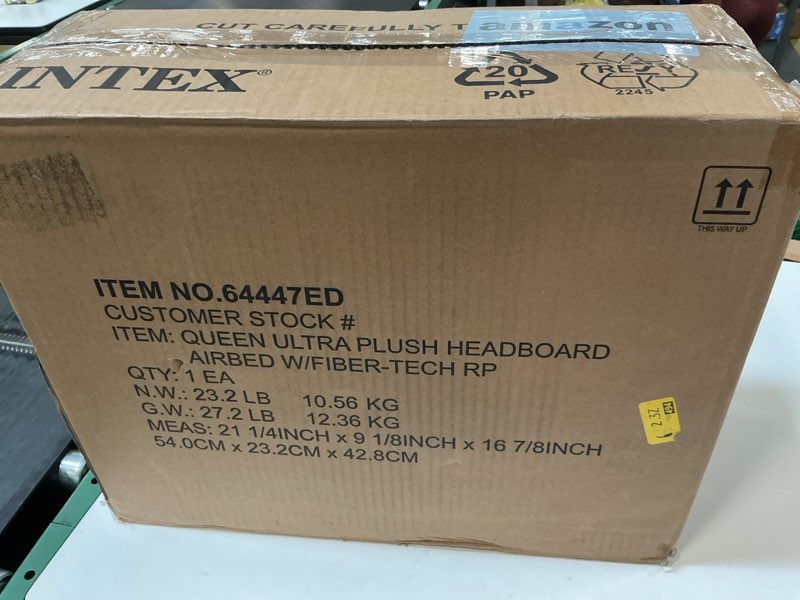 CUT CAREFULLY T
amazon
INTEX®
20
PAP
RESY
2245
THIS WAY UP
ITEM NO.64447ED
CUSTOMER STOCK #
ITEM: QUEEN ULTRA PLUSH HEADBOARD
AIRBED W/FIBER-TECH RP
QTY: 1 EA
N.W.: 23.2 LB 10.56 KG
G.W.: 27.2 LB 12.36 KG
MEAS: 21 1/4INCH x 9 1/8INCH x 16 7/8INCH
54.0CM x 23.2CM x 42.8CM